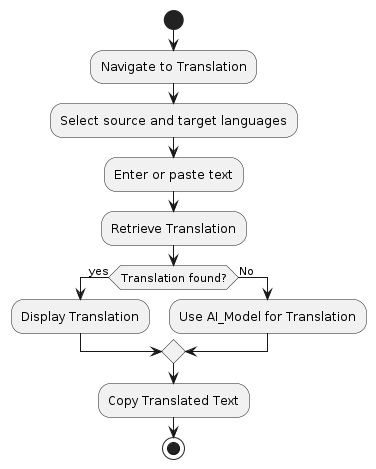 Navigate to Translation
Select source and target languages
Enter or paste text
Retrieve Translation
yes
Translation found?
No
Display Translation
Use AI_Model for Translation
Copy Translated Text